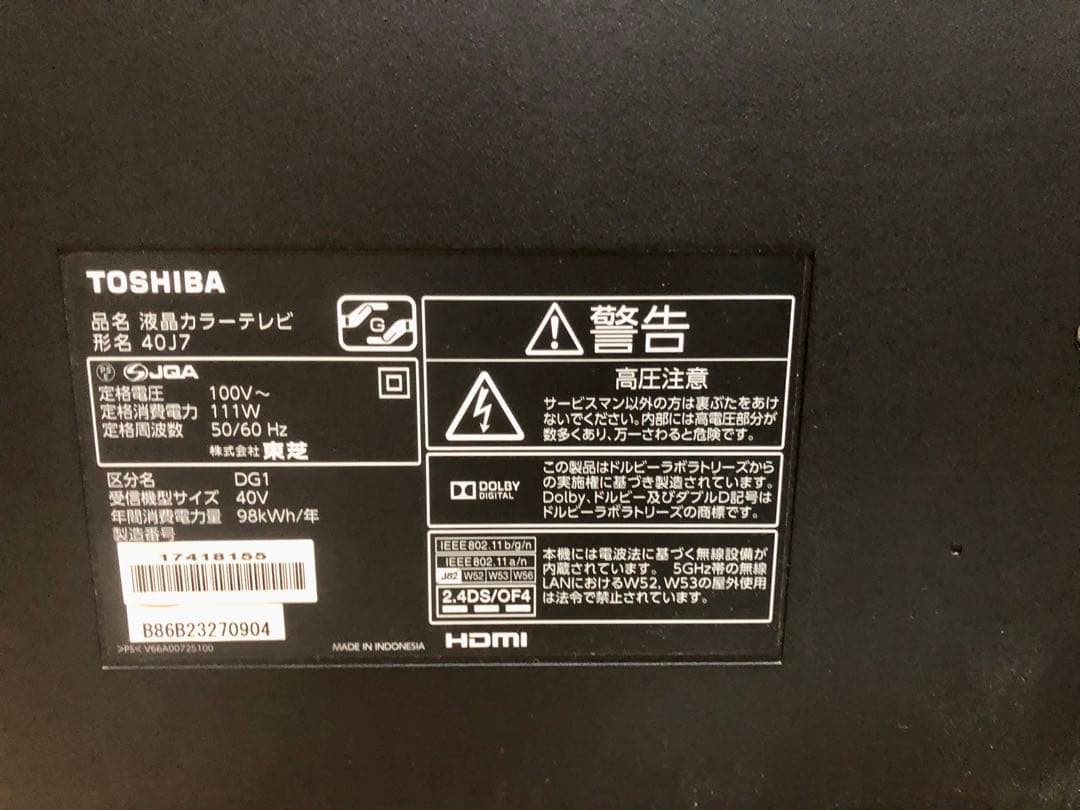 TOSHIBA
品名 液晶カラーテレビ
形名 40J7
G
PS
E
JQA
定格電圧 100V～
定格消費電力 111W
定格周波数 50/60 Hz
株式会社 東芝
区分名 DG1
受信機型サイズ 40V
年間消費電力量 98kWh/年
製造番号
17418155
B86B23270904
>PS< V66A00725100
MADE IN INDONESIA
警告
高圧注意
サービスマン以外の方は裏ぶたをあけ
ないでください。内部には高電圧部分が
数多くあり、万一さわると危険です。
DOLBY
DIGITAL
この製品はドルビーラボラトリーズから
の実施権に基づき製造されています。
Dolby、ドルビー及びダブルD記号は
ドルビーラボラトリーズの商標です。
IEEE802.11b/g/n
IEEE802.11a/n
J52 W52 W53 W56
2.4DS/OF4
本機には電波法に基づく無線設備が
内蔵されています。 5GHz帯の無線
LANにおけるW52、W53の屋外使用
は法令で禁止されています。
HDMI